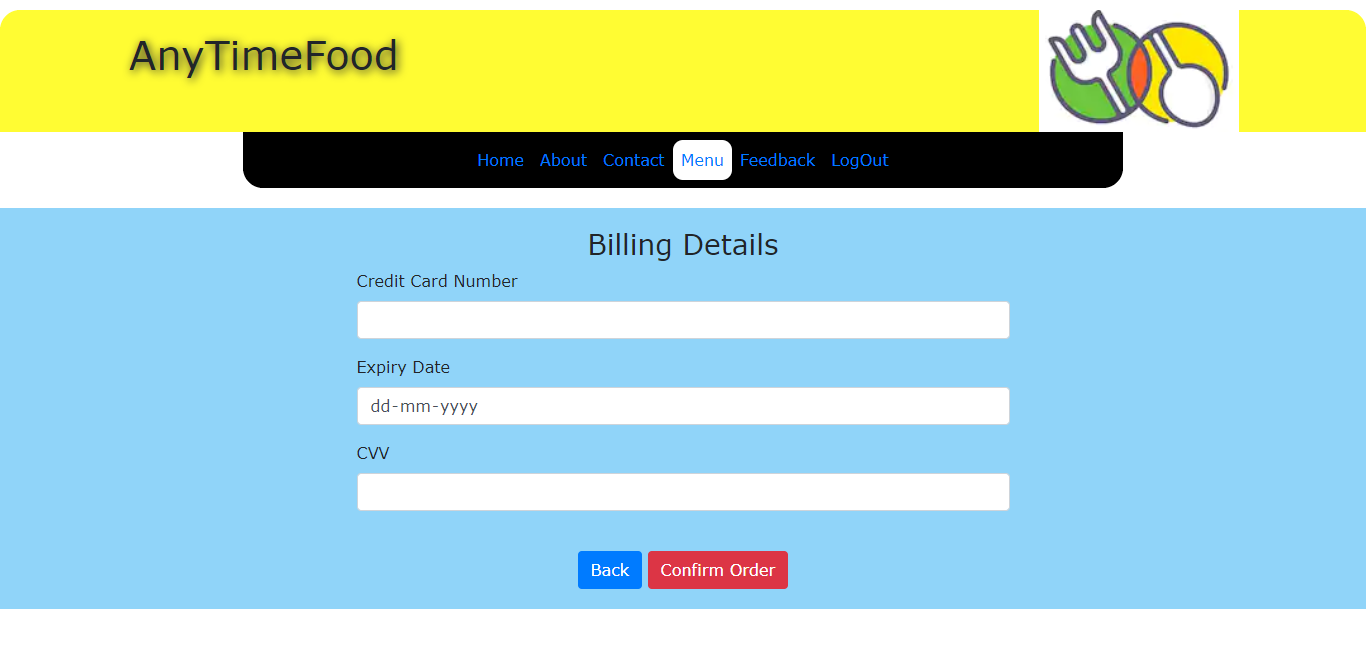 AnyTimeFood
Home About Contact Menu Feedback LogOut
Billing Details
Credit Card Number
Expiry Date
dd-mm-yyyy
CVV
Back Confirm Order